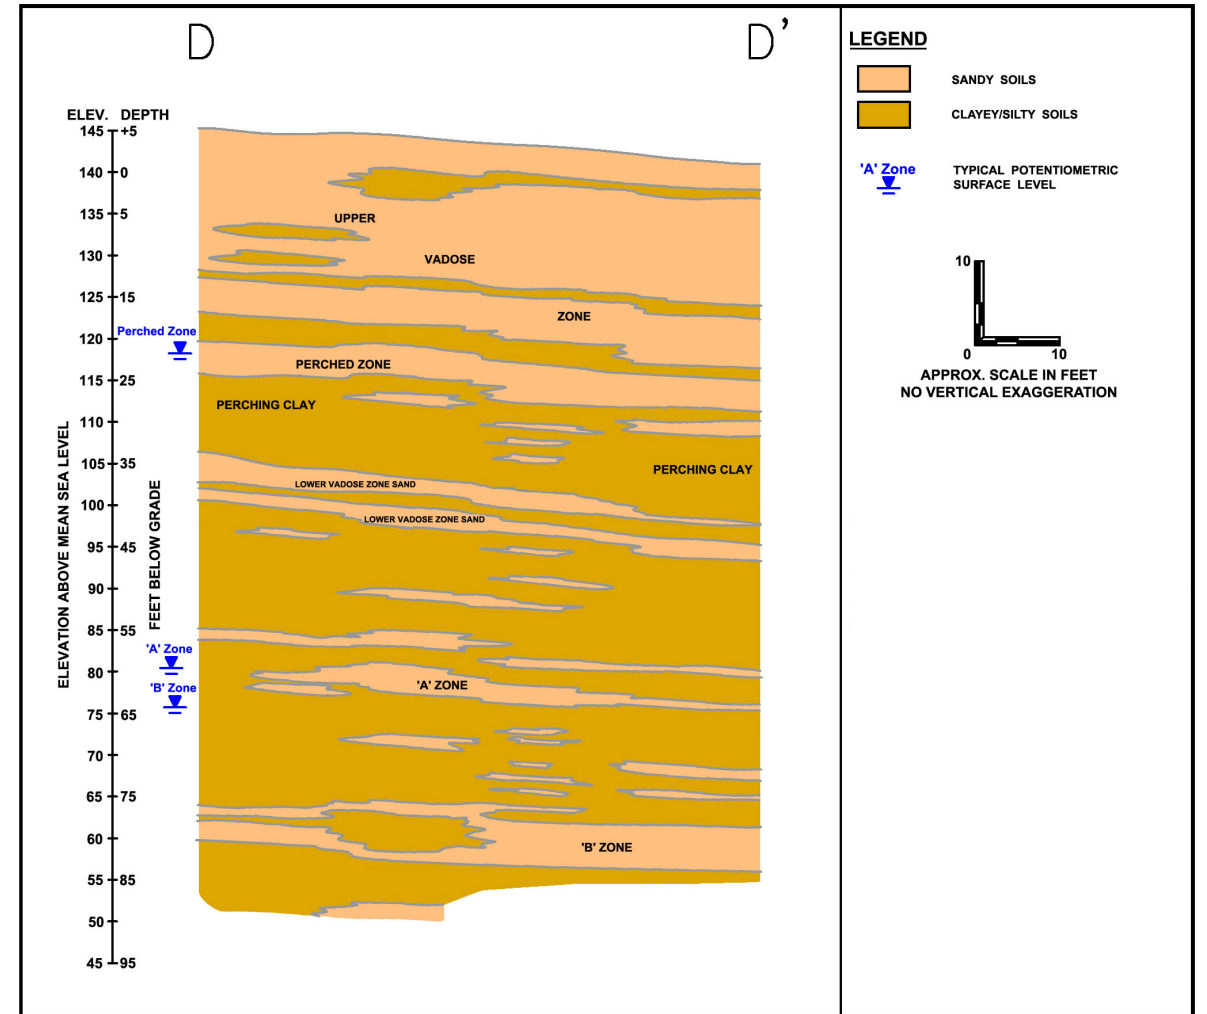 D
D'
LEGEND
SANDY SOILS
CLAYEY/SILTY SOILS
'A' Zone
TYPICAL POTENTIOMETRIC
SURFACE LEVEL
10
0
10
APPROX. SCALE IN FEET
NO VERTICAL EXAGGERATION
ELEV. DEPTH
145 +5
140 0
135 5
130
125 15
120
115 25
110
105 35
100
95 45
90
85 55
80
75 65
70
65 75
60
55 85
50
45 95
ELEVATION ABOVE MEAN SEA LEVEL
FEET BELOW GRADE
Perched Zone
'A' Zone
'B' Zone
UPPER
VADOSE
ZONE
PERCHED ZONE
PERCHING CLAY
PERCHING CLAY
LOWER VADOSE ZONE SAND
LOWER VADOSE ZONE SAND
'A' ZONE
'B' ZONE